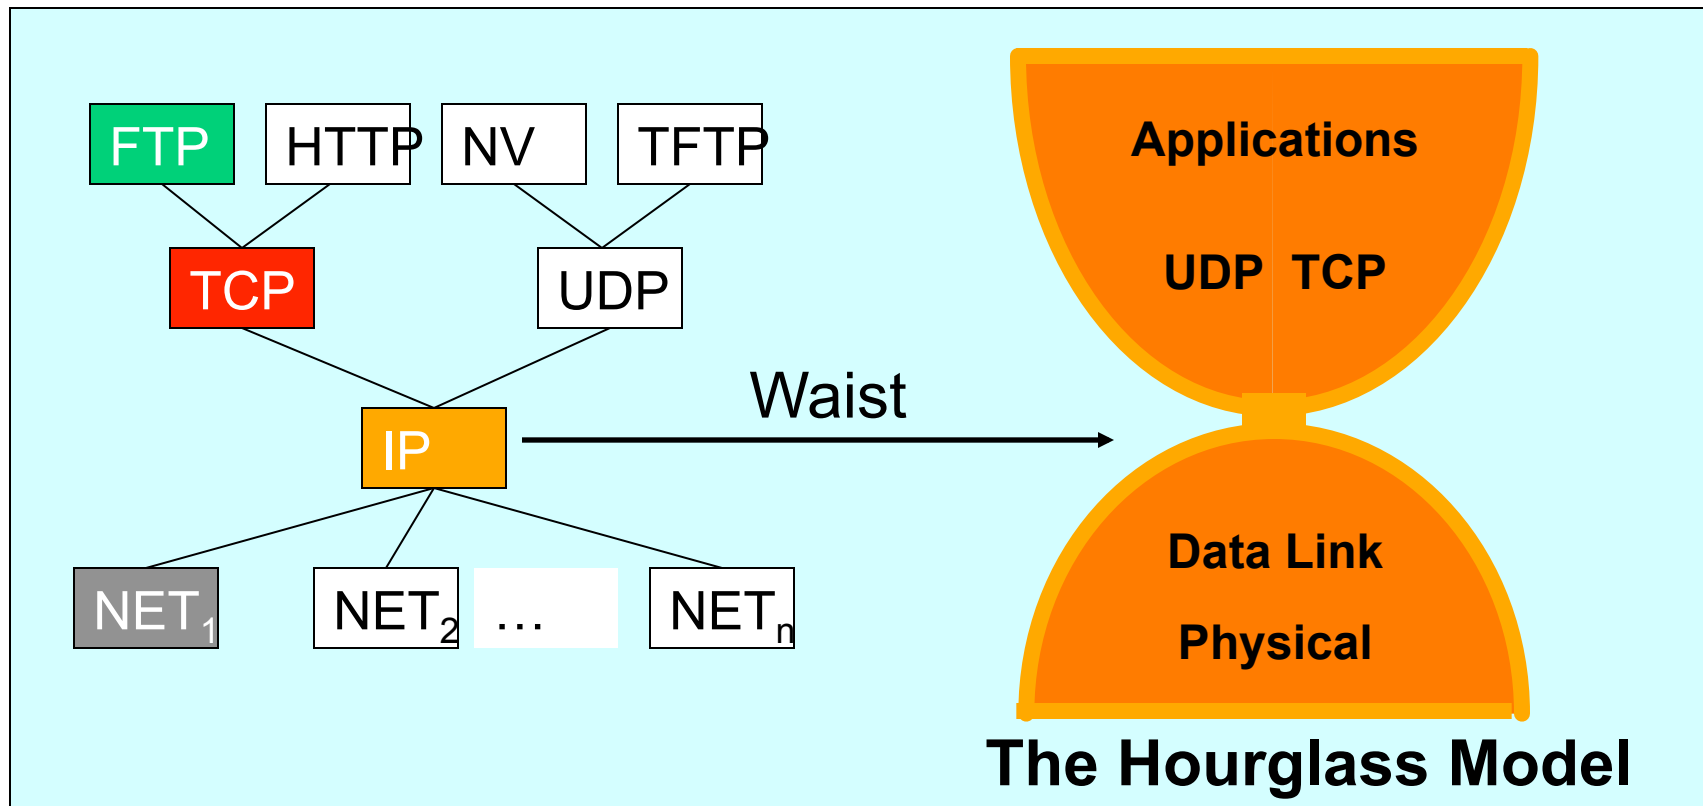 FTP HTTP NV TFTP
Applications
TCP UDP
UDP TCP
Waist
IP
Data Link
NET1 NET2 … NETn
Physical
The Hourglass Model